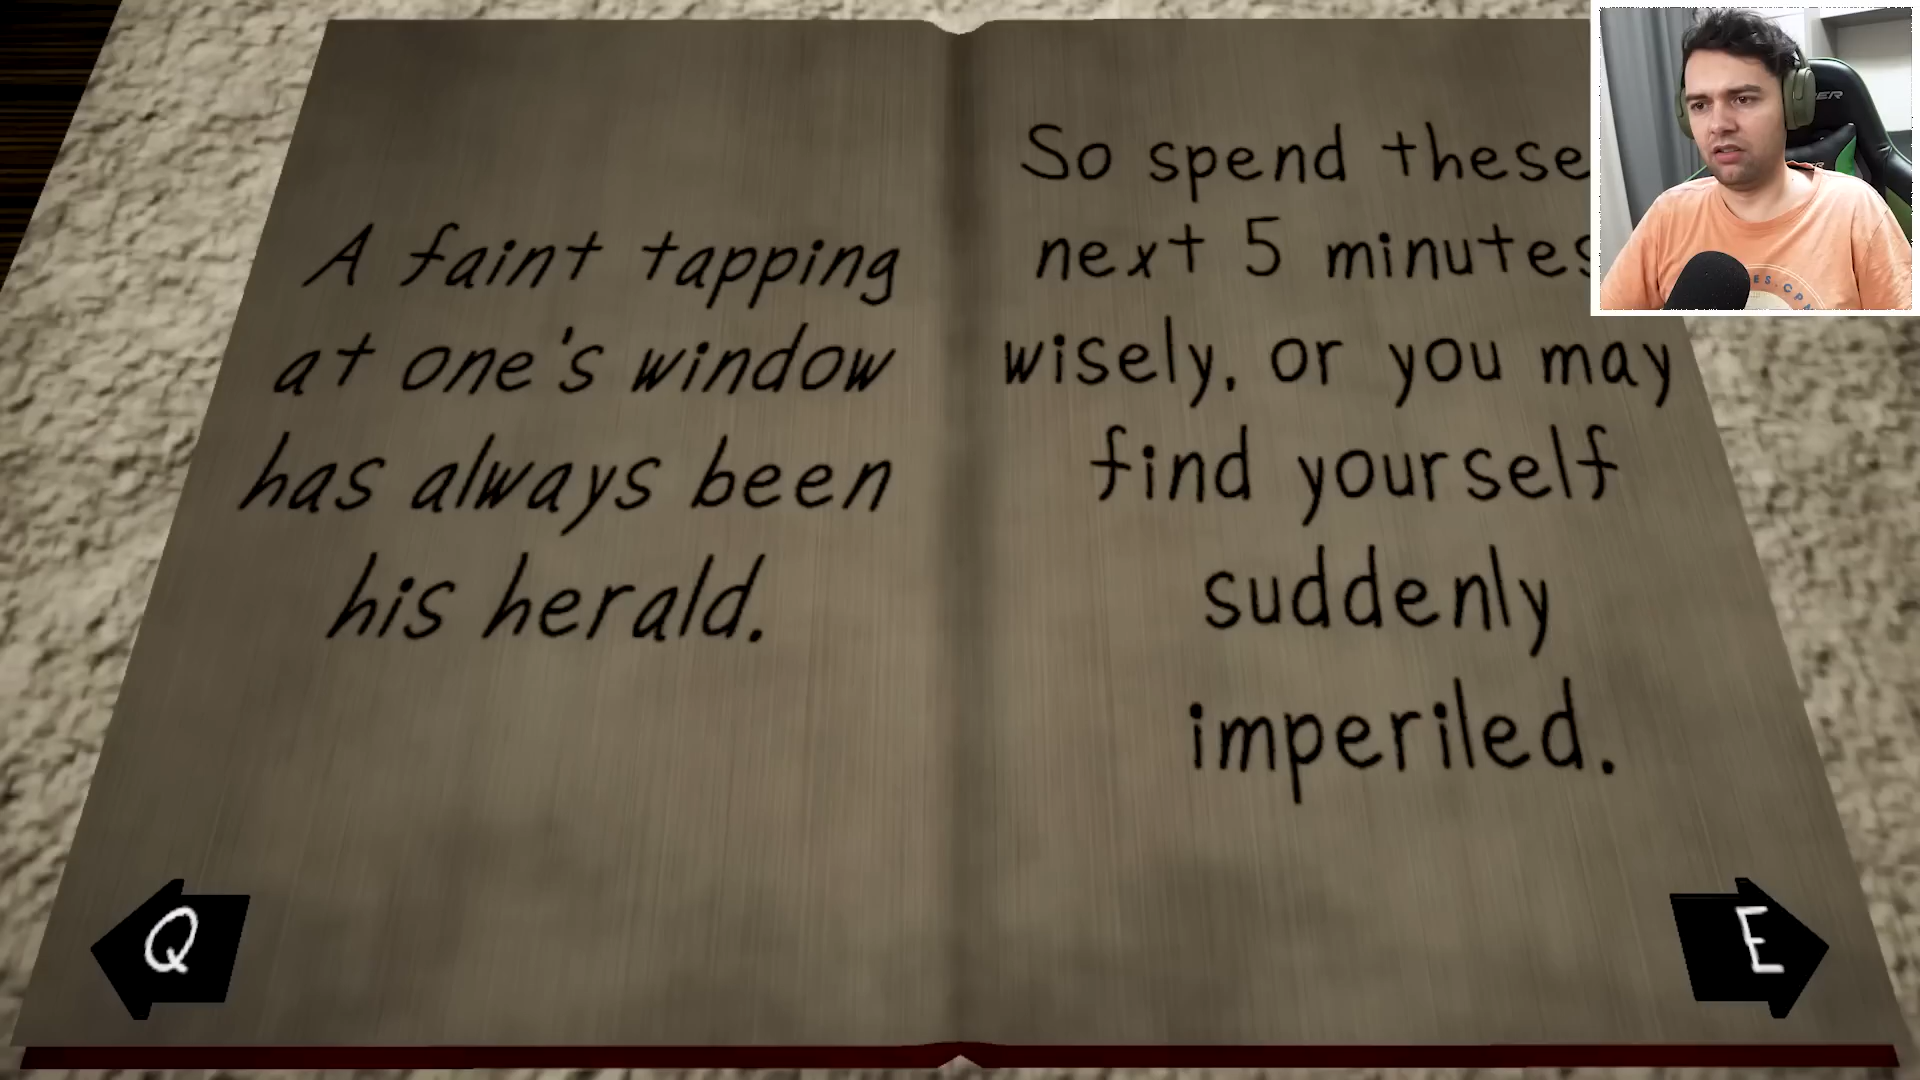 A faint tapping
at one's window
has always been
his herald.
So spend these
next 5 minutes
wisely, or you may
find yourself
suddenly
imperiled.
Q
E